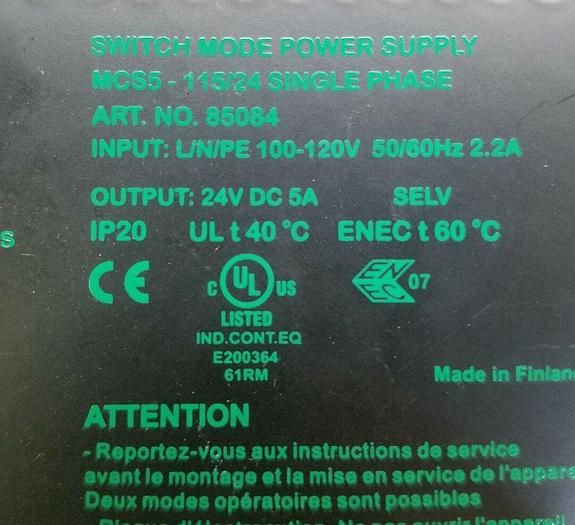 SWITCH MODE POWER SUPPLY
MCS5 - 115/24 SINGLE PHASE
ART. NO. 85084
INPUT: L/N/PE 100-120V 50/60Hz 2.2A
OUTPUT: 24V DC 5A SELV
S IP20 UL t 40 °C ENEC t 60 °C
CE C UL US ENEC 07
LISTED
IND.CONT.EQ
E200364
61RM
Made in Finlan
ATTENTION
- Reportez-vous aux instructions de service
avant le montage et la mise en service de l'appare
Deux modes opératoires sont possibles